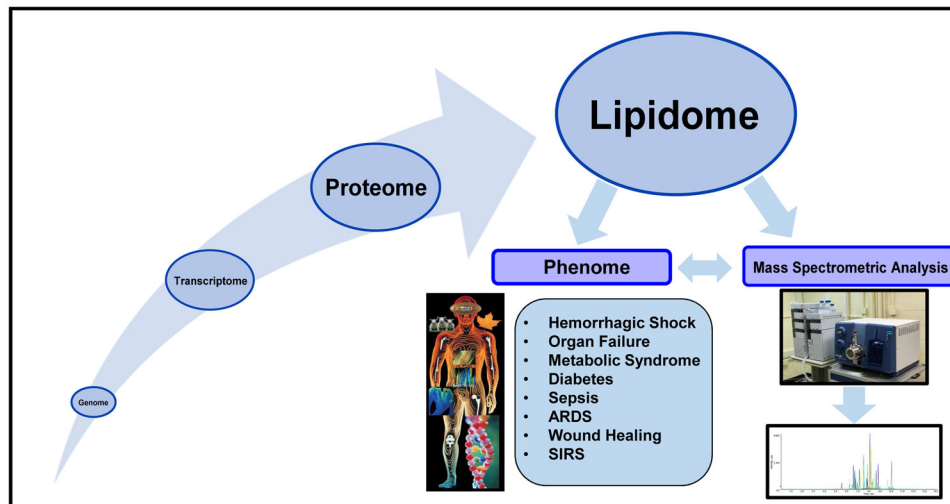 Lipidome
Proteome
Transcriptome
Genome
Phenome
Mass Spectrometric Analysis
• Hemorrhagic Shock
• Organ Failure
• Metabolic Syndrome
• Diabetes
• Sepsis
• ARDS
• Wound Healing
• SIRS